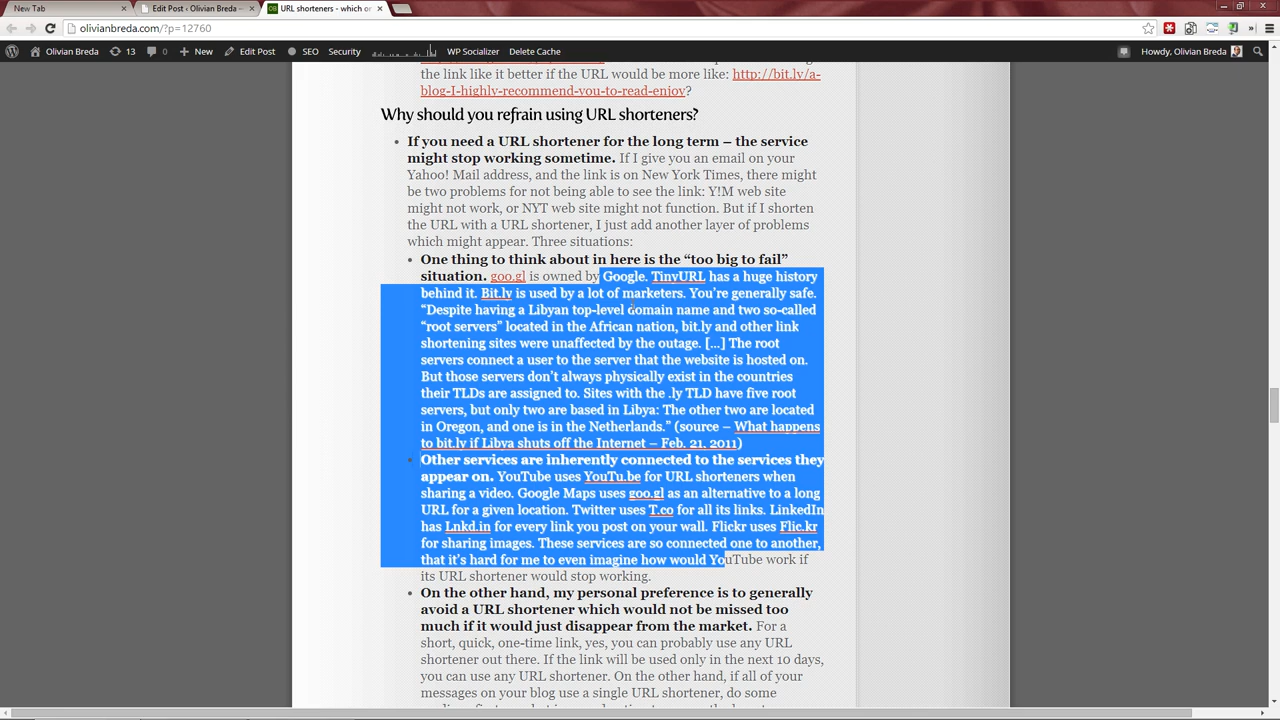 New Tab
Edit Post ‹ Olivian Breda —
URL shorteners - which or
olivianbreda.com/?p=12760
Olivian Breda 13 0 New Edit Post SEO Security WP Socializer Delete Cache Howdy, Olivian Breda
the link like it better if the URL would be more like: http://bit.ly/a-
blog-I-highly-recommend-you-to-read-enjoy?
Why should you refrain using URL shorteners?
• If you need a URL shortener for the long term – the service
might stop working sometime. If I give you an email on your
Yahoo! Mail address, and the link is on New York Times, there might
be two problems for not being able to see the link: Y!M web site
might not work, or NYT web site might not function. But if I shorten
the URL with a URL shortener, I just add another layer of problems
which might appear. Three situations:
• One thing to think about in here is the “too big to fail”
situation. goo.gl is owned by Google. TinyURL has a huge history
behind it. Bit.ly is used by a lot of marketers. You’re generally safe.
“Despite having a Libyan top-level domain name and two so-called
“root servers” located in the African nation, bit.ly and other link
shortening sites were unaffected by the outage. […] The root
servers connect a user to the server that the website is hosted on.
But those servers don’t always physically exist in the countries
their TLDs are assigned to. Sites with the .ly TLD have five root
servers, but only two are based in Libya: The other two are located
in Oregon, and one is in the Netherlands.” (source – What happens
to bit.ly if Libya shuts off the Internet – Feb. 21, 2011)
• Other services are inherently connected to the services they
appear on. YouTube uses YouTu.be for URL shorteners when
sharing a video. Google Maps uses goo.gl as an alternative to a long
URL for a given location. Twitter uses T.co for all its links. LinkedIn
has Lnkd.in for every link you post on your wall. Flickr uses Flic.kr
for sharing images. These services are so connected one to another,
that it’s hard for me to even imagine how would YouTube work if
its URL shortener would stop working.
• On the other hand, my personal preference is to generally
avoid a URL shortener which would not be missed too
much if it would just disappear from the market. For a
short, quick, one-time link, yes, you can probably use any URL
shortener out there. If the link will be used only in the next 10 days,
you can use any URL shortener. On the other hand, if all of your
messages on your blog use a single URL shortener, do some